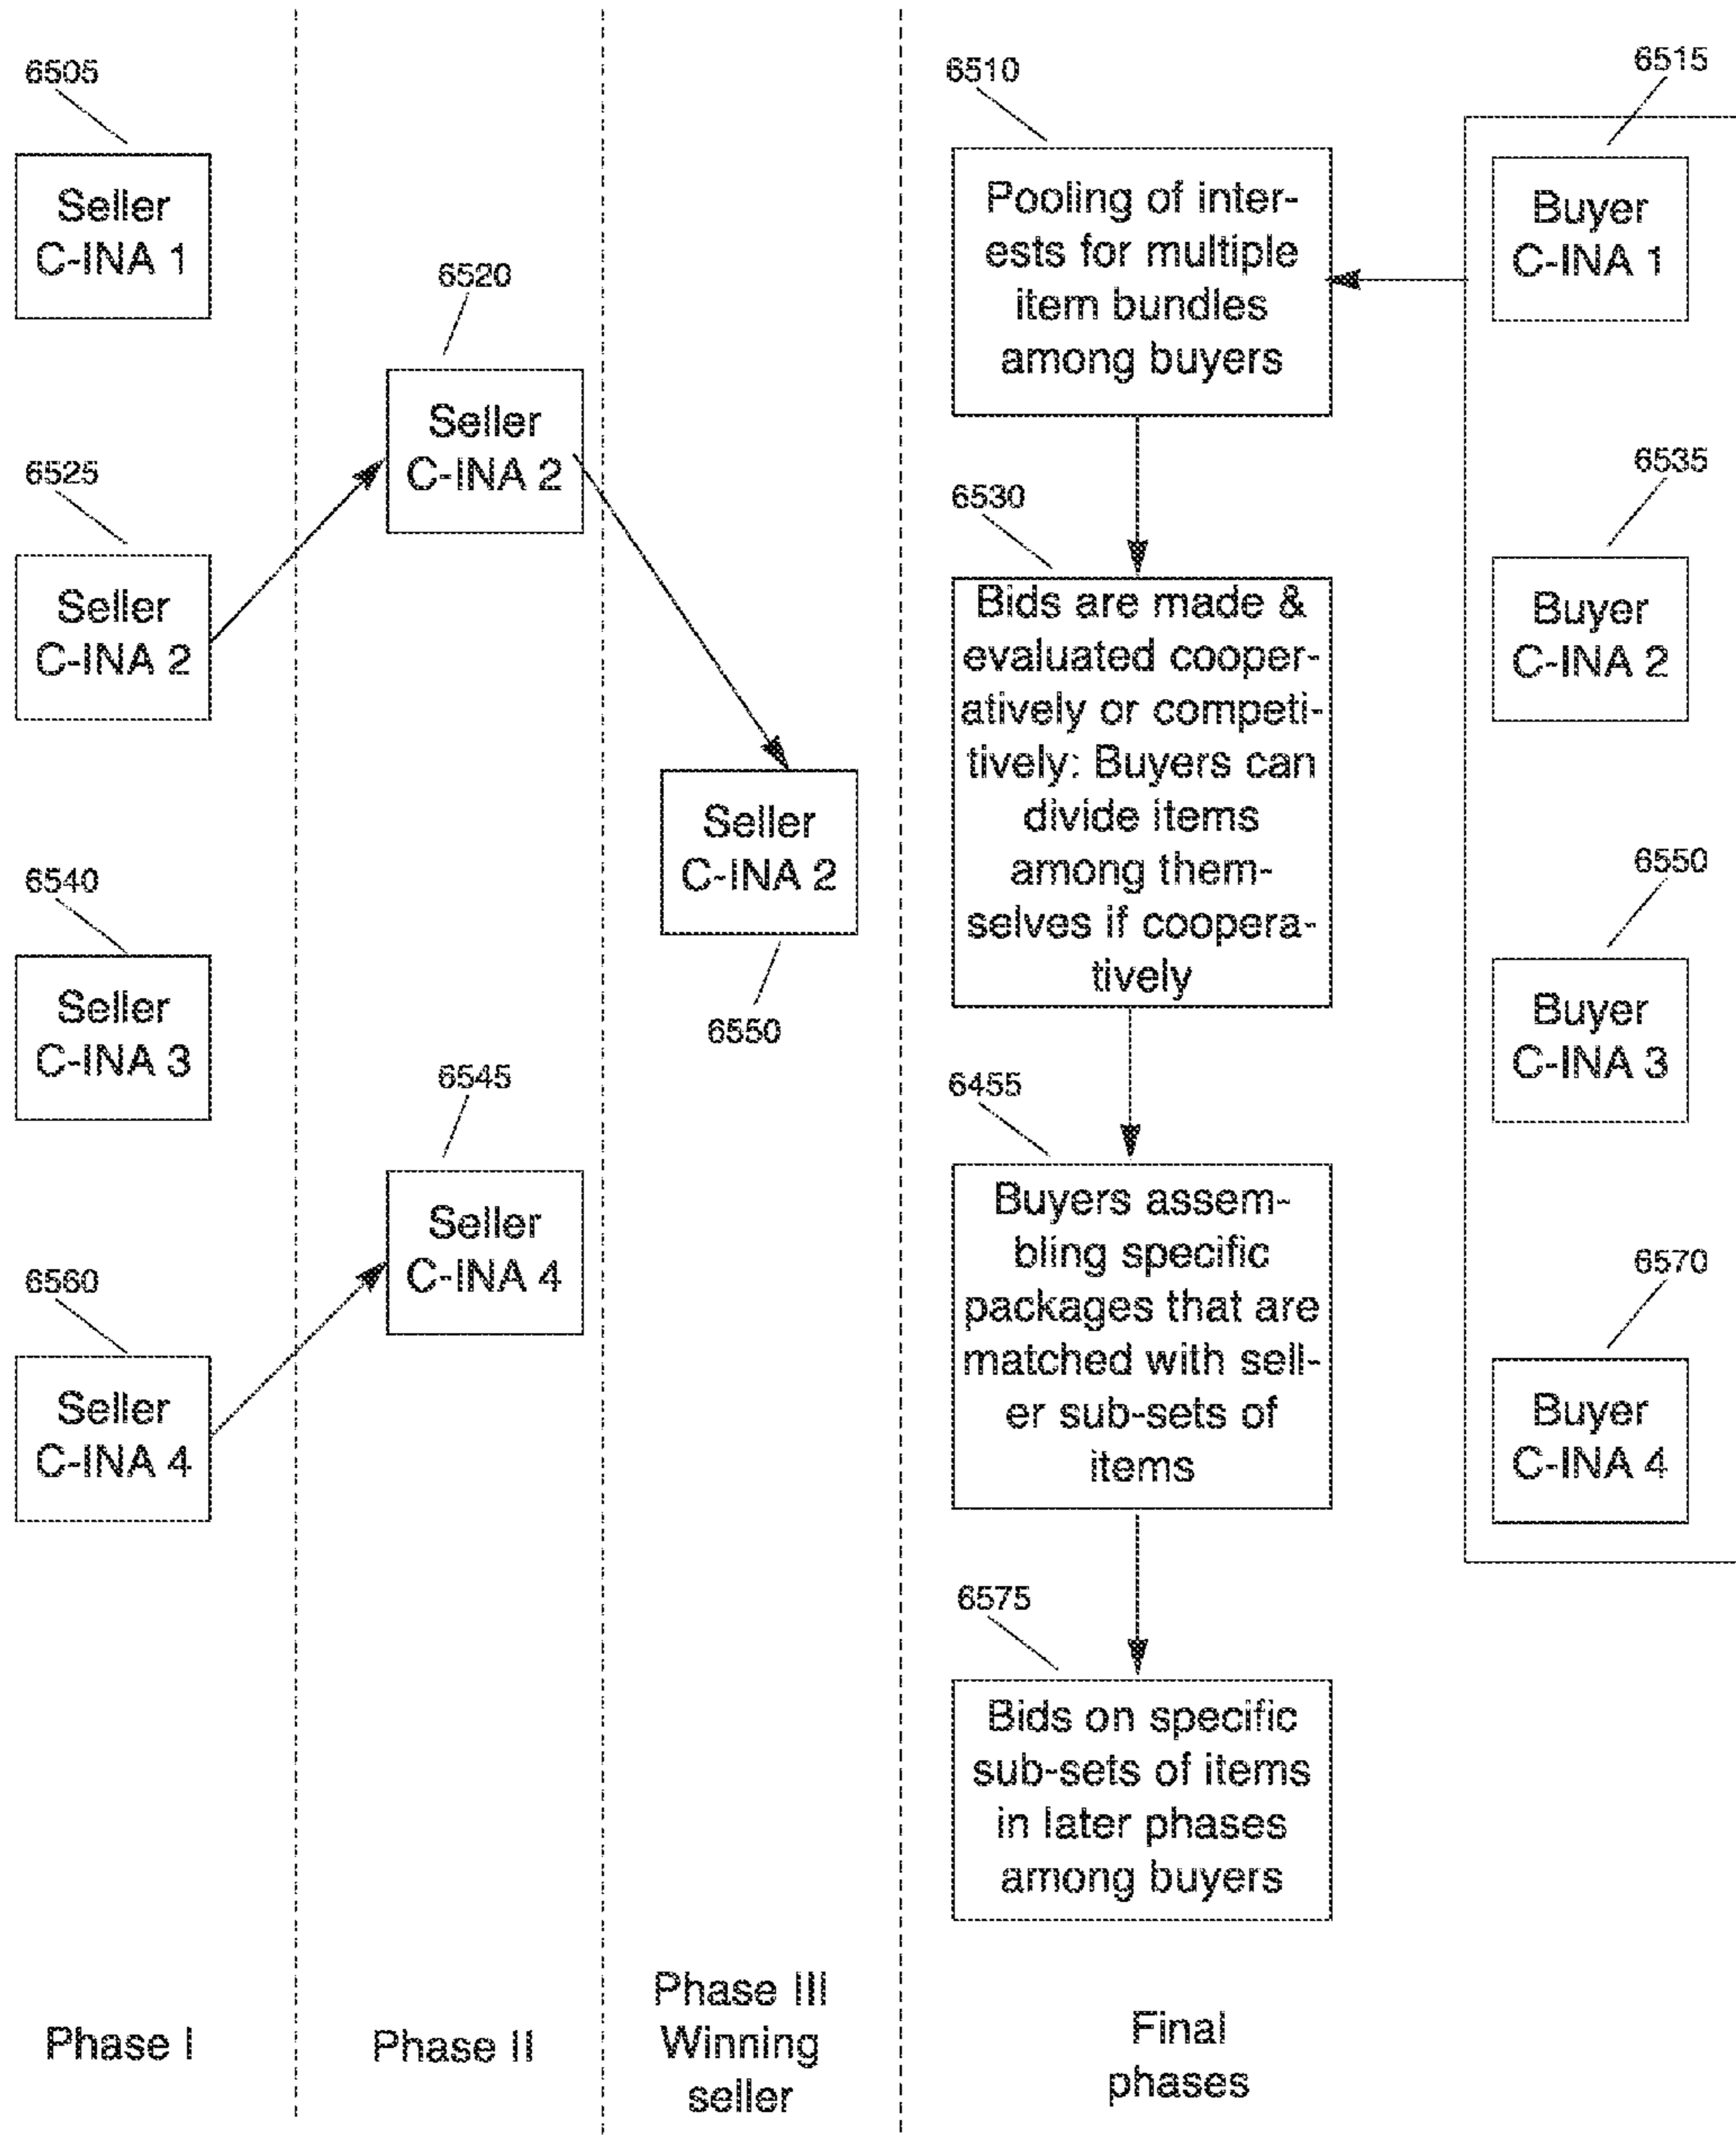 6505
Seller
C-INA 1
6525
Seller
C-INA 2
6540
Seller
C-INA 3
6560
Seller
C-INA 4
Phase I
6520
Seller
C-INA 2
6545
Seller
C-INA 4
Phase II
Seller
C-INA 2
6550
Phase III
Winning
seller
6510
Pooling of inter-
ests for multiple
item bundles
among buyers
6530
Bids are made &
evaluated cooper-
atively or competi-
tively: Buyers can
divide items
among them-
selves if coopera-
tively
6455
Buyers assem-
bling specific
packages that are
matched with sell-
er sub-sets of
items
6575
Bids on specific
sub-sets of items
in later phases
among buyers
Final
phases
6515
Buyer
C-INA 1
6535
Buyer
C-INA 2
6550
Buyer
C-INA 3
6570
Buyer
C-INA 4